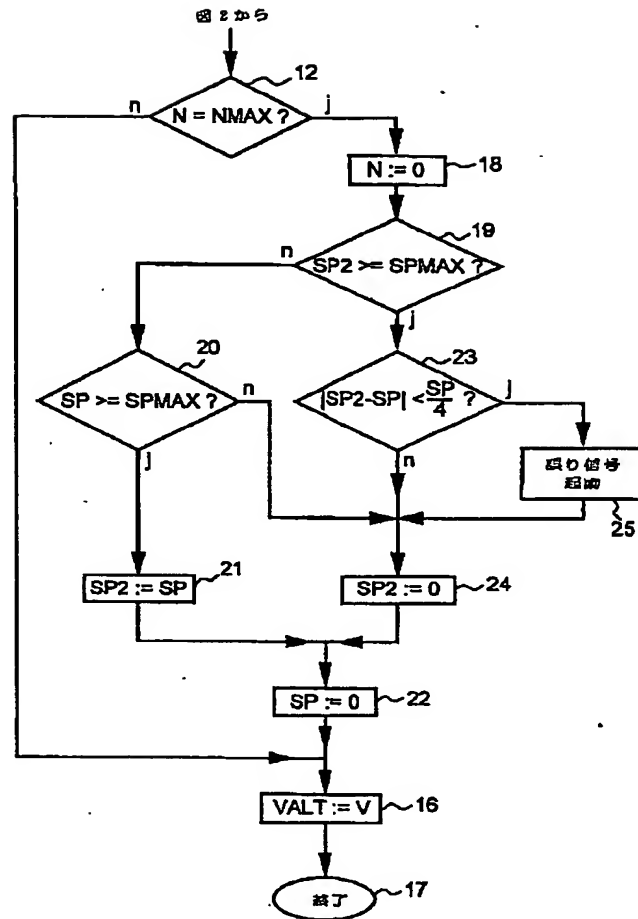 図2から
12
n
N = NMAX ?
j
N := 0
18
19
n
SP2 >= SPMAX ?
j
20
SP >= SPMAX ?
n
j
23
|SP2-SP| < SP/4 ?
j
n
誤り信号
起動
25
SP2 := SP
21
SP2 := 0
24
SP := 0
22
VALT := V
16
終了
17